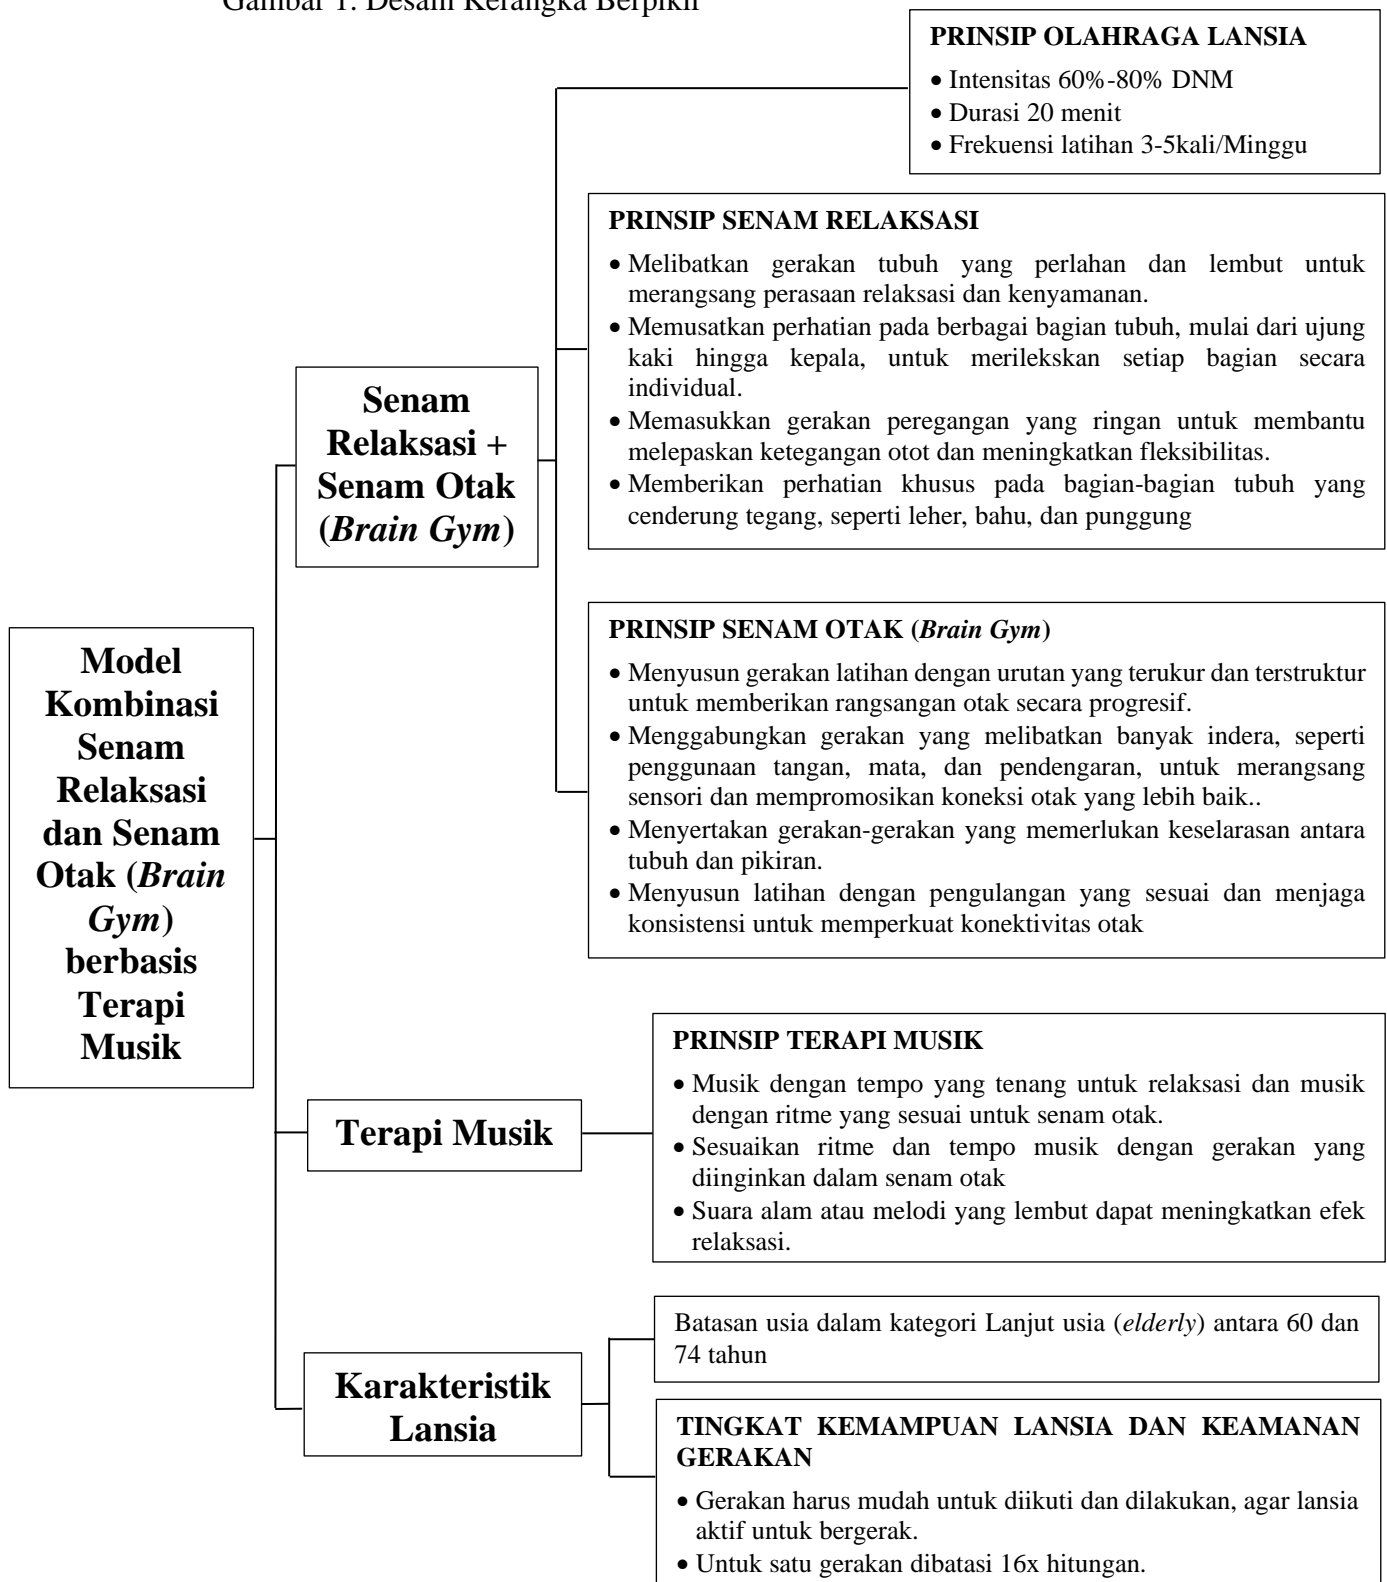 Gambar 1. Desain Kerangka Berpikir
PRINSIP OLAHRAGA LANSIA
• Intensitas 60%-80% DNM
• Durasi 20 menit
• Frekuensi latihan 3-5kali/Minggu
PRINSIP SENAM RELAKSASI
• Melibatkan gerakan tubuh yang perlahan dan lembut untuk
merangsang perasaan relaksasi dan kenyamanan.
• Memusatkan perhatian pada berbagai bagian tubuh, mulai dari ujung
kaki hingga kepala, untuk merilekskan setiap bagian secara
individual.
• Memasukkan gerakan peregangan yang ringan untuk membantu
melepaskan ketegangan otot dan meningkatkan fleksibilitas.
• Memberikan perhatian khusus pada bagian-bagian tubuh yang
cenderung tegang, seperti leher, bahu, dan punggung
Senam
Relaksasi +
Senam Otak
(Brain Gym)
PRINSIP SENAM OTAK (Brain Gym)
• Menyusun gerakan latihan dengan urutan yang terukur dan terstruktur
untuk memberikan rangsangan otak secara progresif.
• Menggabungkan gerakan yang melibatkan banyak indera, seperti
penggunaan tangan, mata, dan pendengaran, untuk merangsang
sensori dan mempromosikan koneksi otak yang lebih baik..
• Menyertakan gerakan-gerakan yang memerlukan keselarasan antara
tubuh dan pikiran.
• Menyusun latihan dengan pengulangan yang sesuai dan menjaga
konsistensi untuk memperkuat konektivitas otak
Model
Kombinasi
Senam
Relaksasi
dan Senam
Otak (Brain
Gym)
berbasis
Terapi
Musik
PRINSIP TERAPI MUSIK
• Musik dengan tempo yang tenang untuk relaksasi dan musik
dengan ritme yang sesuai untuk senam otak.
• Sesuaikan ritme dan tempo musik dengan gerakan yang
diinginkan dalam senam otak
• Suara alam atau melodi yang lembut dapat meningkatkan efek
relaksasi.
Terapi Musik
Batasan usia dalam kategori Lanjut usia (elderly) antara 60 dan
74 tahun
Karakteristik
Lansia
TINGKAT KEMAMPUAN LANSIA DAN KEAMANAN
GERAKAN
• Gerakan harus mudah untuk diikuti dan dilakukan, agar lansia
aktif untuk bergerak.
• Untuk satu gerakan dibatasi 16x hitungan.